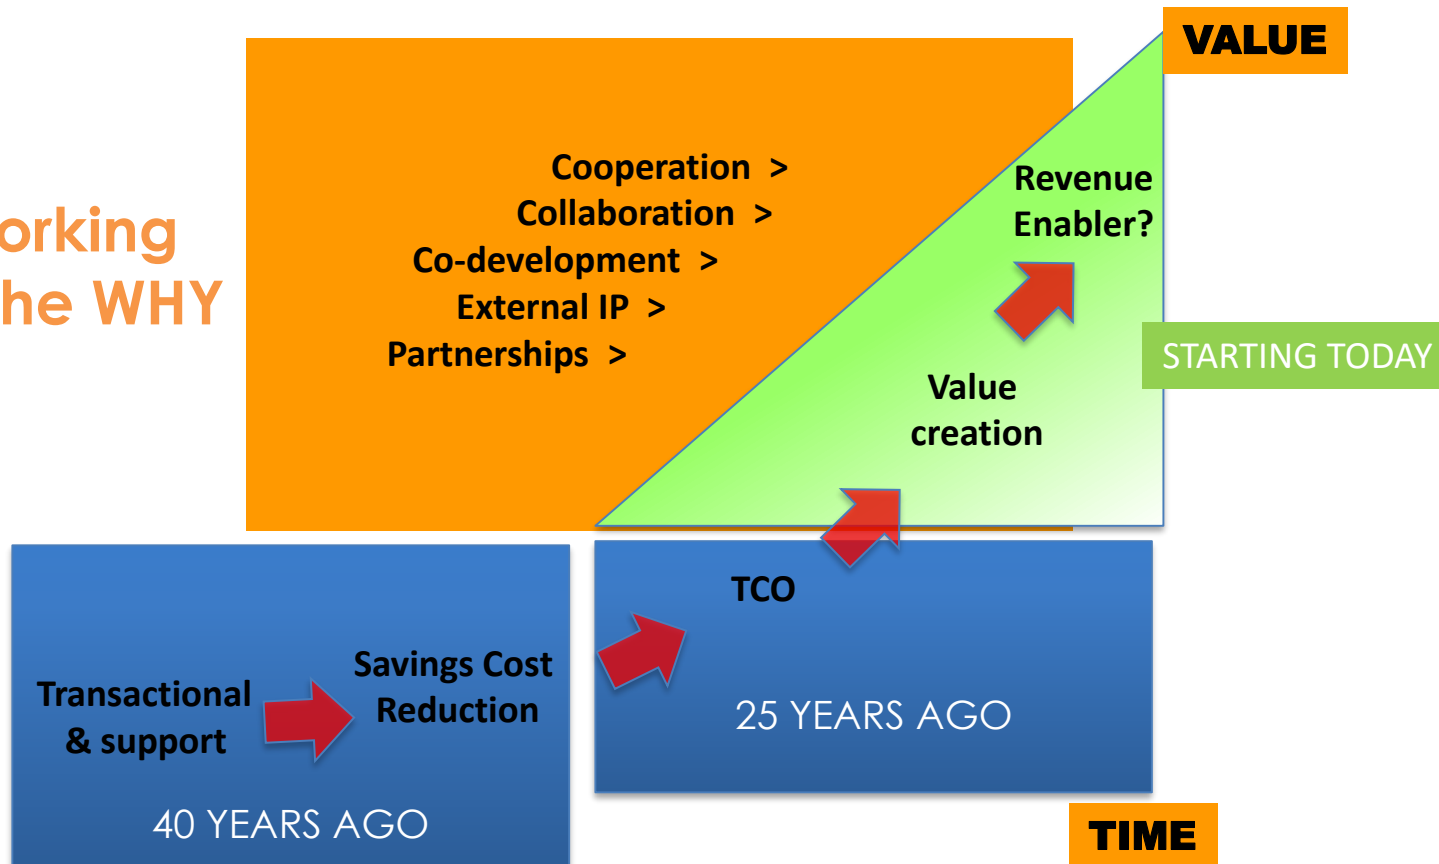 VALUE
Cooperation >
Collaboration >
Co-development >
External IP >
Partnerships >
orking
he WHY
Revenue
Enabler?
STARTING TODAY
Value
creation
TCO
25 YEARS AGO
Savings Cost
Reduction
Transactional
& support
40 YEARS AGO
TIME